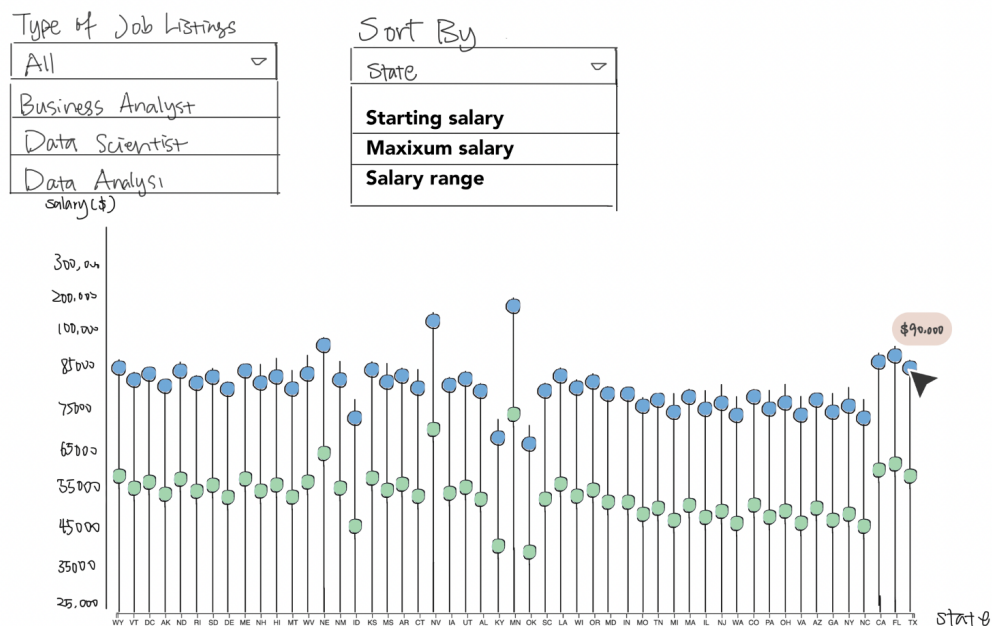 Type of Job Listings
All
Business Analyst
Data Scientist
Data Analysi
Sort By
State
Starting salary
Maxixum salary
Salary range
salary($)
300,000
200,000
100,000
85000
75000
65000
55000
45000
35000
25,000
$90,000
WY VT DC AK ND RI SD DE ME NH HI MT WV NE NM ID KS MS AR CT NV IA UT AL KY MN OK SC LA WI OR MD IN MO TN MI MA IL NJ WA CO PA OH VA AZ GA NY NC CA FL TX
state